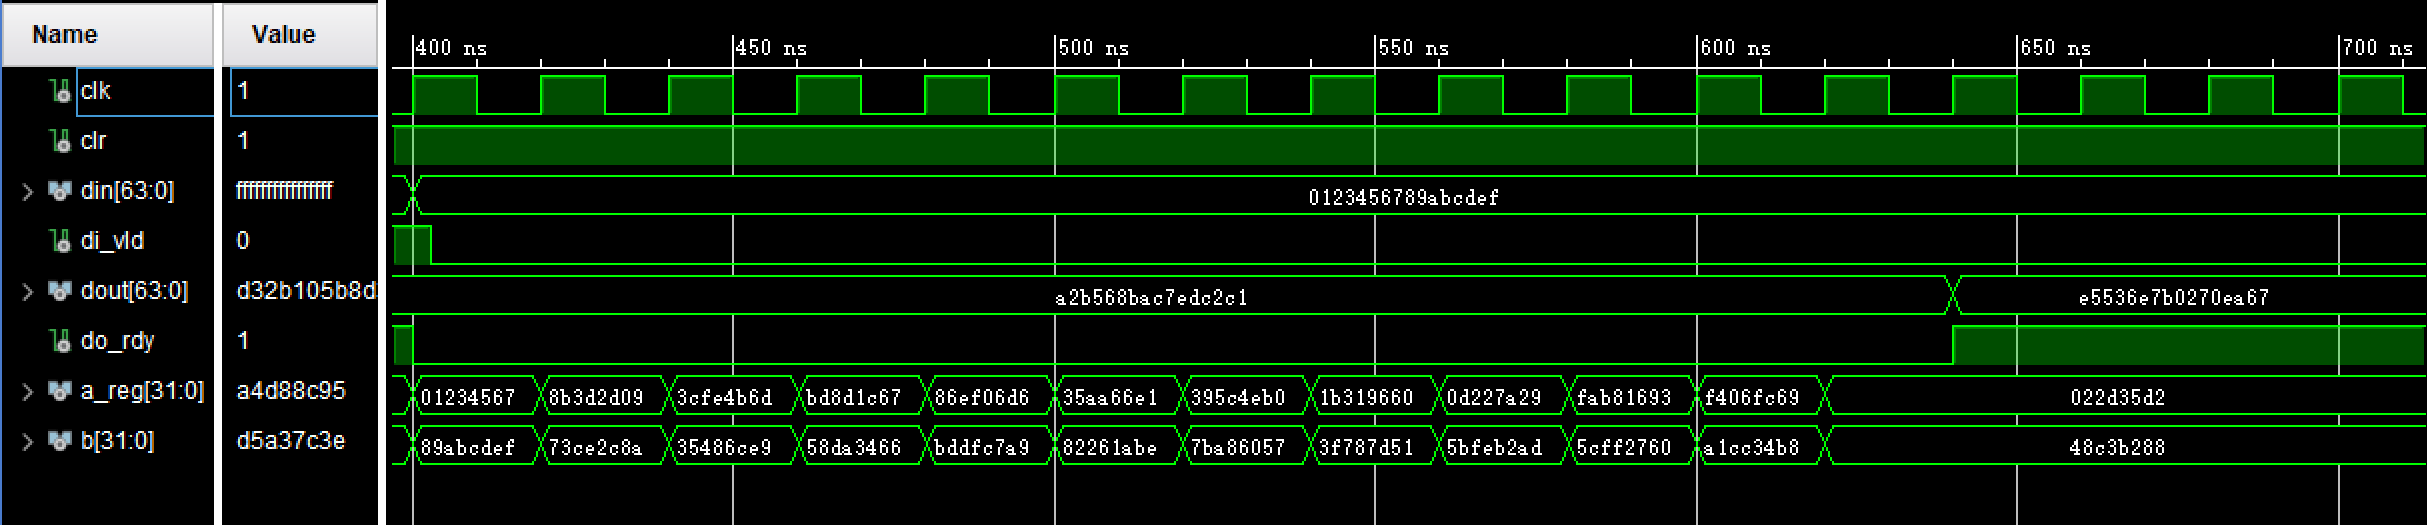 Name Value
400 ns 450 ns 500 ns 550 ns 600 ns 650 ns 700 ns
clk 1
clr 1
din[63:0] ffffffffffffffff 0123456789abcdef
di_vld 0
dout[63:0] d32b105b8d a2b568bac7edc2c1 e5536e7b0270ea67
do_rdy 1
a_reg[31:0] a4d88c95 01234567 8b3d2d09 3cfe4b6d bd8d1c67 86ef06d6 35aa66e1 395c4eb0 1b319660 0d227a29 fab81693 f406fc69 022d35d2
b[31:0] d5a37c3e 89abcdef 73ce2c8a 35486ce9 58da3466 bddfc7a9 82261abe 7ba86057 3f787d51 5bfeb2ad 5cff2760 a1cc34b8 48c3b288